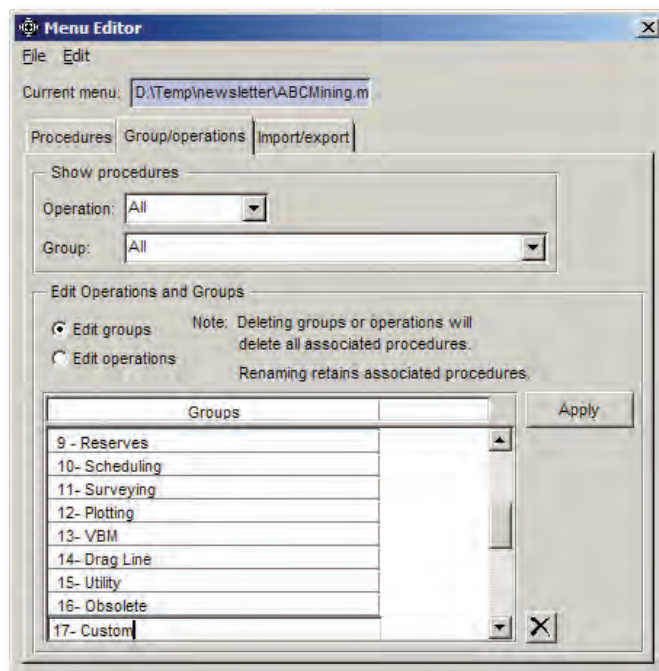 Menu Editor
File Edit
Current menu: D:\Temp\newsletter\ABCMining.m
Procedures Group/operations Import/export
Show procedures
Operation: All
Group: All
Edit Operations and Groups
Edit groups
Note: Deleting groups or operations will
Edit operations
delete all associated procedures.
Renaming retains associated procedures.
Groups
Apply
9 - Reserves
10- Scheduling
11- Surveying
12- Plotting
13- VBM
14- Drag Line
15- Utility
16- Obsolete
17- Custom